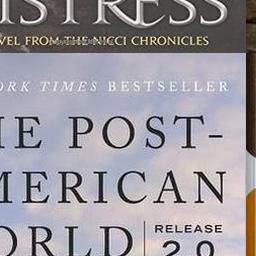 ISTRESS
VEL FROM THE NICCI CHRONICLES
ORK TIMES BESTSELLER
HE POST-
MERICAN
ORLD
RELEASE
2.0